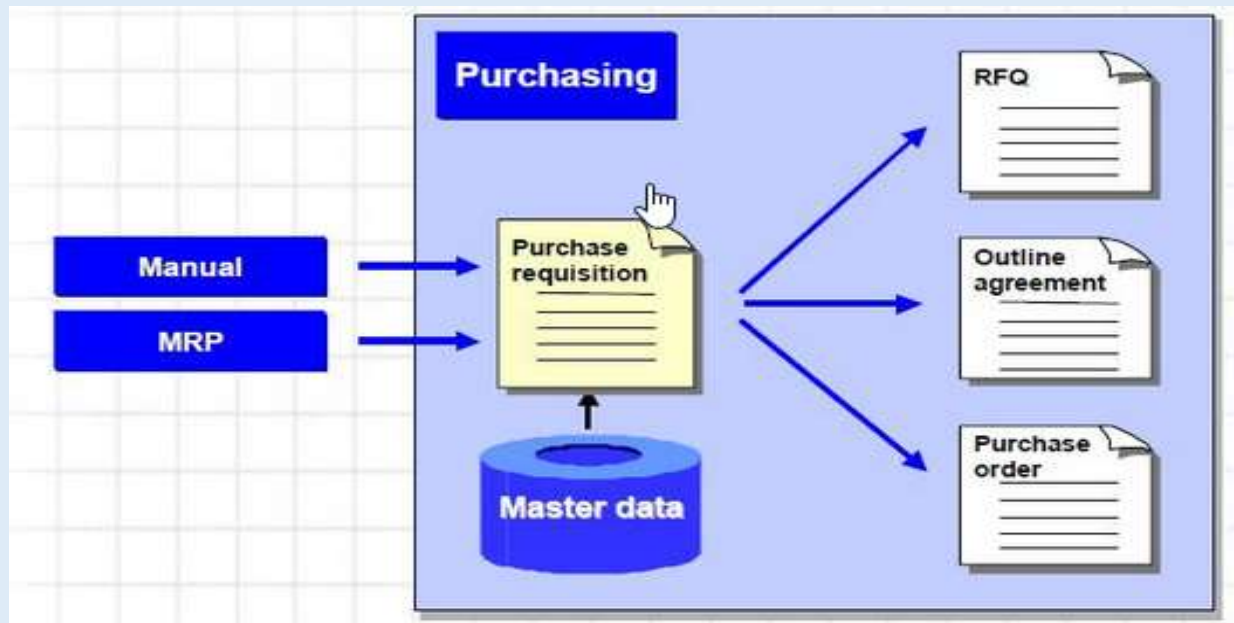 Purchasing
RFQ
Manual
MRP
Purchase
requisition
Outline
agreement
Master data
Purchase
order